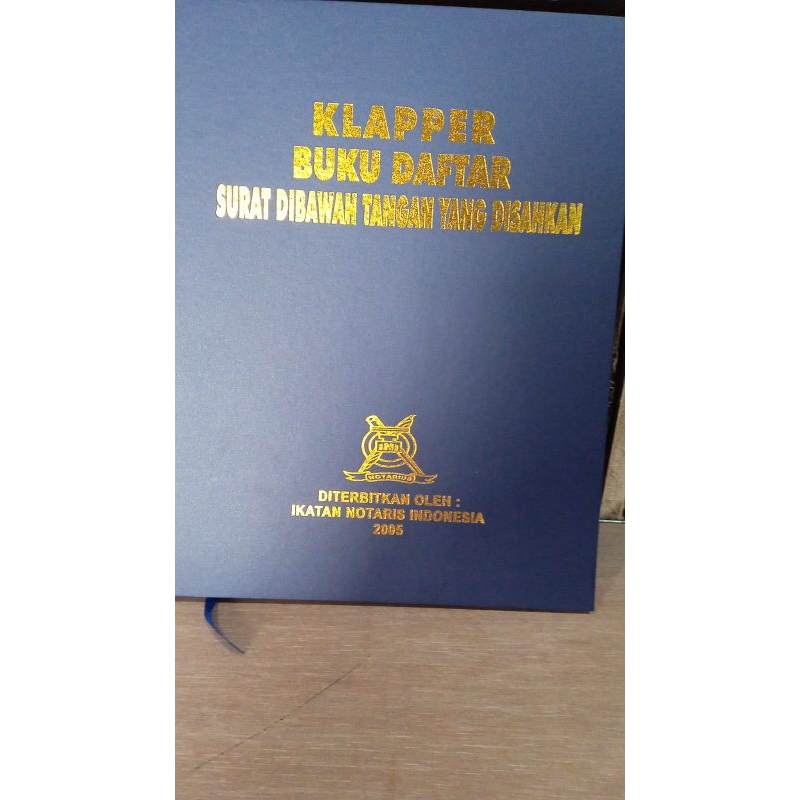 KLAPPER
BUKU DAFTAR
SURAT DIBAWAH TANGAN YANG DISAHKAN
NOTARIUS
DITERBITKAN OLEH :
IKATAN NOTARIS INDONESIA
2005